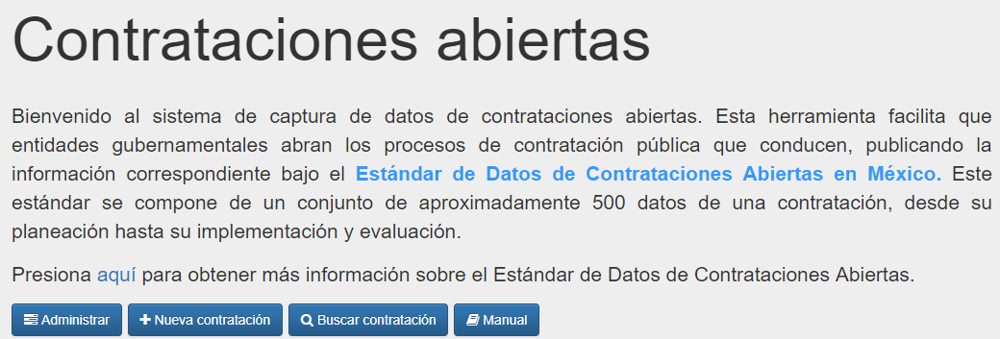 Contrataciones abiertas
Bienvenido al sistema de captura de datos de contrataciones abiertas. Esta herramienta facilita que
entidades gubernamentales abran los procesos de contratación pública que conducen, publicando la
información correspondiente bajo el Estándar de Datos de Contrataciones Abiertas en México. Este
estándar se compone de un conjunto de aproximadamente 500 datos de una contratación, desde su
planeación hasta su implementación y evaluación.
Presiona aquí para obtener más información sobre el Estándar de Datos de Contrataciones Abiertas.
Administrar Nueva contratación Buscar contratación Manual